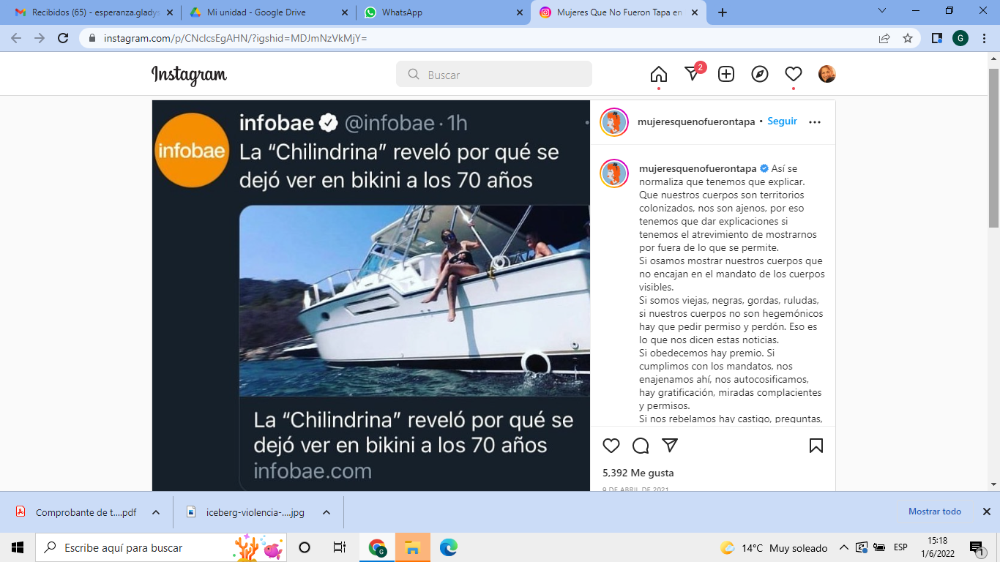 Recibidos (65) - esperanza.gladys
Mi unidad - Google Drive
WhatsApp
Mujeres Que No Fueron Tapa en
instagram.com/p/CNclcsEgAHN/?igshid=MDJmNzVkMjY=
G
Instagram
Buscar
2
infobae
infobae @infobae · 1h
La “Chilindrina” reveló por qué se
dejó ver en bikini a los 70 años
La “Chilindrina” reveló por qué se
dejó ver en bikini a los 70 años
infobae.com
mujeresquenofuerontapa • Seguir
mujeresquenofuerontapa Así se
normaliza que tenemos que explicar.
Que nuestros cuerpos son territorios
colonizados, nos son ajenos, por eso
tenemos que dar explicaciones si
tenemos el atrevimiento de mostrarnos
por fuera de lo que se permite.
Si osamos mostrar nuestros cuerpos que
no encajan en el mandato de los cuerpos
visibles.
Si somos viejas, negras, gordas, ruludas,
si nuestros cuerpos no son hegemónicos
hay que pedir permiso y perdón. Eso es
lo que nos dicen estas noticias.
Si obedecemos hay premio. Si
cumplimos con los mandatos, nos
enajenamos ahí, nos autocosificamos,
hay gratificación, miradas complacientes
y permisos.
Si nos rebelamos hay castigo, preguntas,
5,392 Me gusta
9 DE ABRIL DE 2021
Comprobante de t....pdf
iceberg-violencia-....jpg
Mostrar todo
Escribe aquí para buscar
G
14°C Muy soleado
ESP
15:18
1/6/2022
1